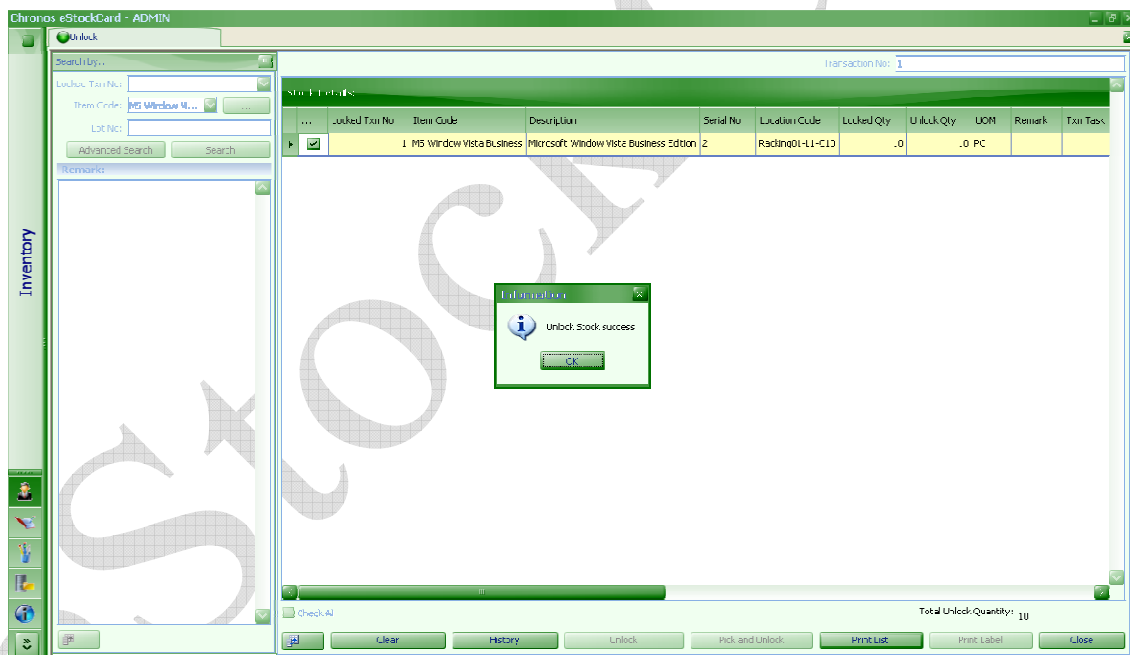 Chronos eStockCard - ADMIN
Unlock
Search by..
Transaction No: 1
Locked Txn No:
Item Code: MS Window V... ...
Lot No:
Advanced Search Search
Remark:
Stock Details:
... Locked Txn No Item Code Description Serial No Location Code Locked Qty Unlock Qty UOM Remark Txn Task
1 MS Window Vista Business Microsoft Window Vista Business Edition 2 Racking01-L1-C10 PC
Inventory
Information
Unlock Stock success
OK
Check All
Total Unlock Quantity: 10
Clear History Unlock Pick and Unlock Print List Print Label Close
Stock